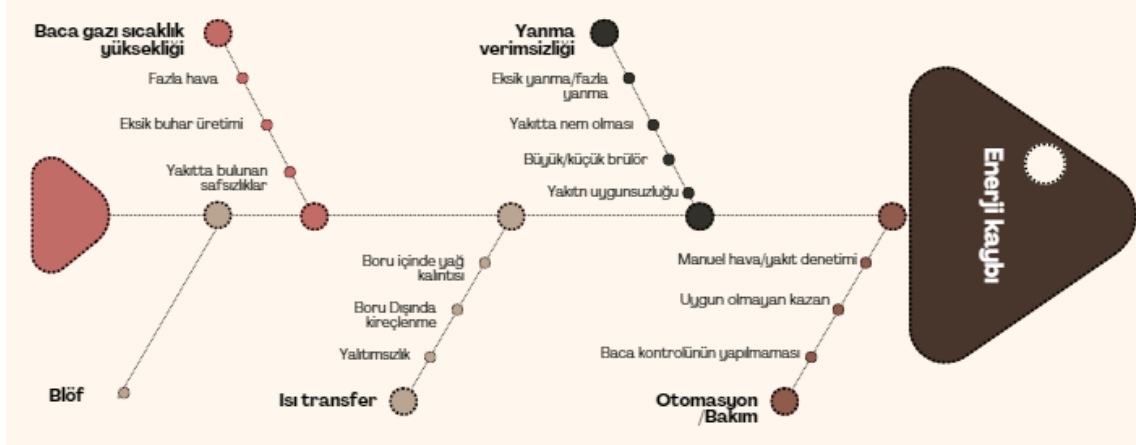 Baca gazı sıcaklık
yüksekliği
Fazla hava
Eksik buhar üretimi
Yakıtta bulunan
safsızlıklar
Yanma
verimsizliği
Eksik yanma/fazla
yanma
Yakıtta nem olması
Büyük/küçük brülör
Yakıtn uygunsuzluğu
Enerji kaybı
Blöf
Boru içinde yağ
kalıntısı
Boru Dışında
kireçlenme
Yalıtımsızlık
Isı transfer
Manuel hava/yakıt denetimi
Uygun olmayan kazan
Baca kontrolünün yapılmaması
Otomasyon
/Bakım